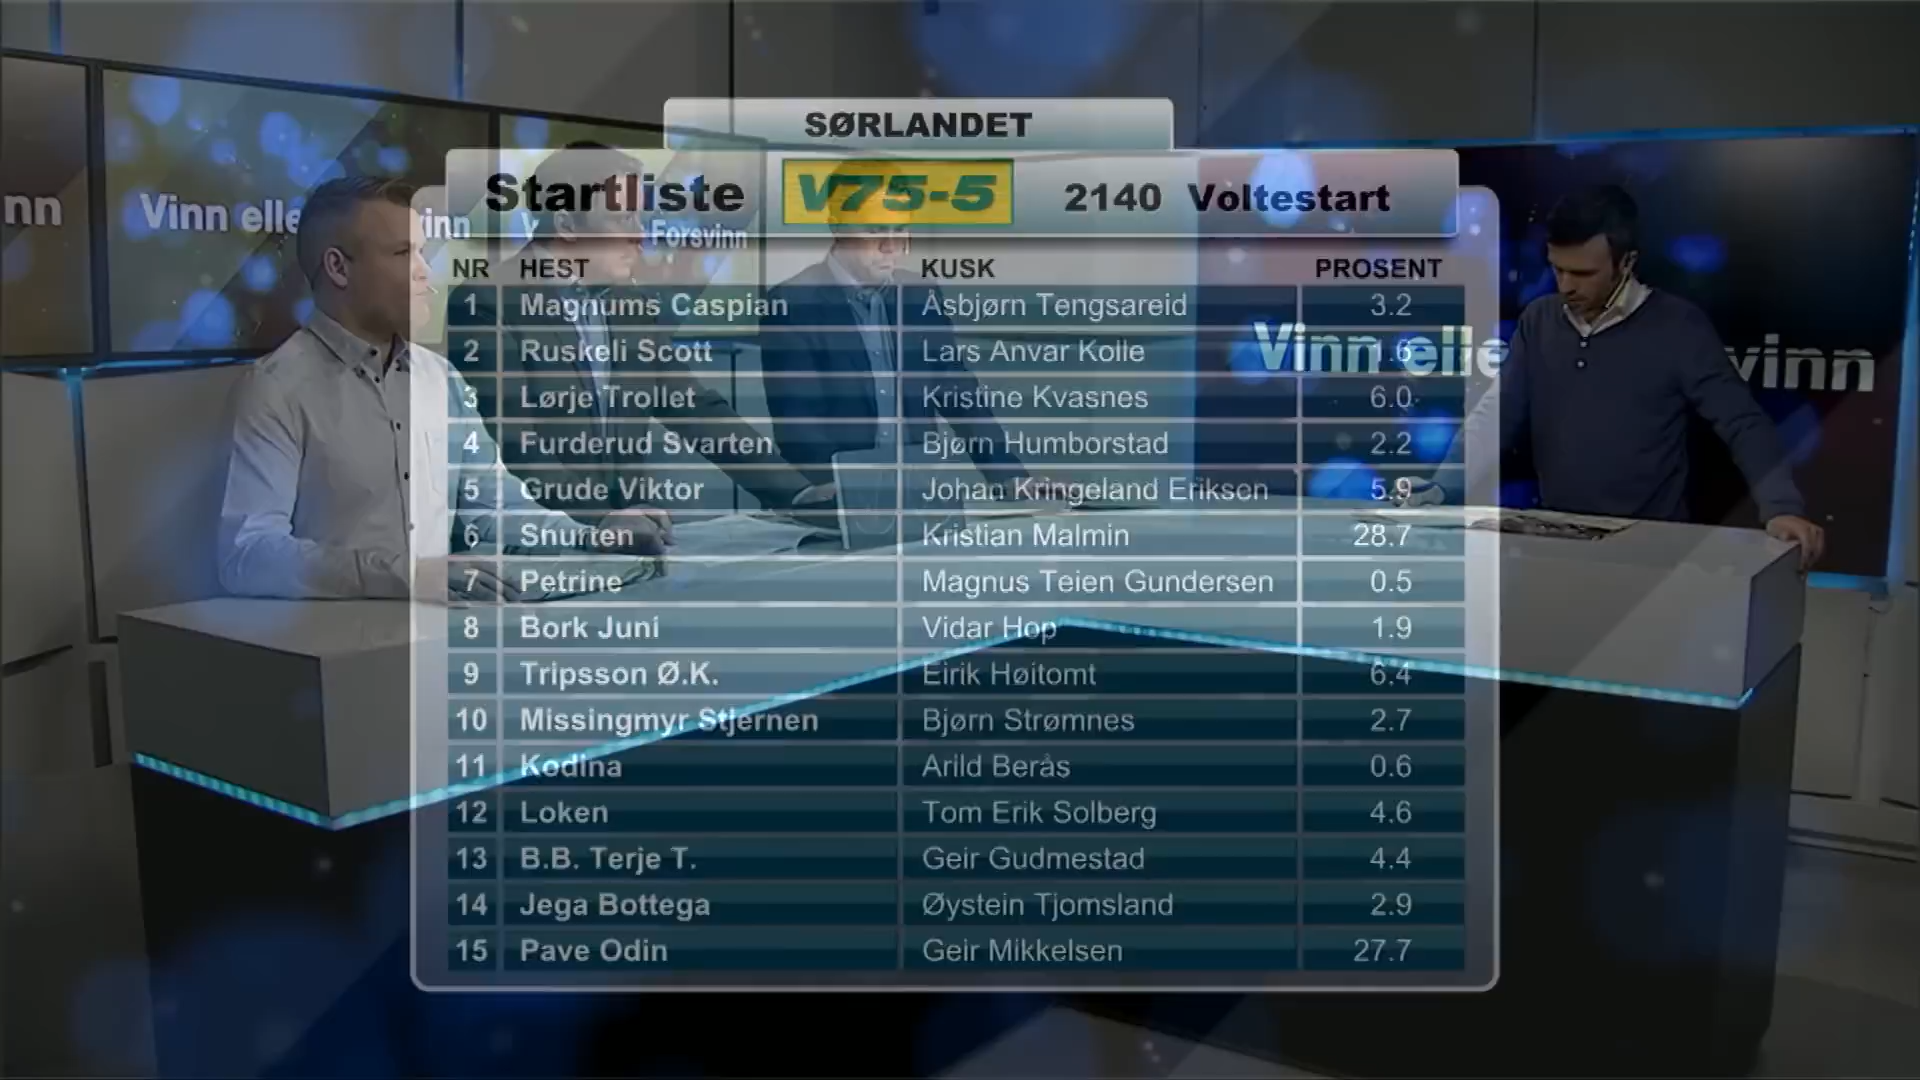 SØRLANDET
Startliste V75-5 2140 Voltestart
nn Vinn elle vinn V Forsvinn
NR HEST KUSK PROSENT
1 Magnums Caspian Åsbjørn Tengsareid 3.2
2 Ruskeli Scott Lars Anvar Kolle 1.6
Vinn elle vinn
3 Lørje Trollet Kristine Kvasnes 6.0
4 Furderud Svarten Bjørn Humborstad 2.2
5 Grude Viktor Johan Kringeland Eriksen 5.9
6 Snurten Kristian Malmin 28.7
7 Petrine Magnus Teien Gundersen 0.5
8 Bork Juni Vidar Hop 1.9
9 Tripsson Ø.K. Eirik Høitomt 6.4
10 Missingmyr Stjernen Bjørn Strømnes 2.7
11 Kodina Arild Berås 0.6
12 Loken Tom Erik Solberg 4.6
13 B.B. Terje T. Geir Gudmestad 4.4
14 Jega Bottega Øystein Tjomsland 2.9
15 Pave Odin Geir Mikkelsen 27.7